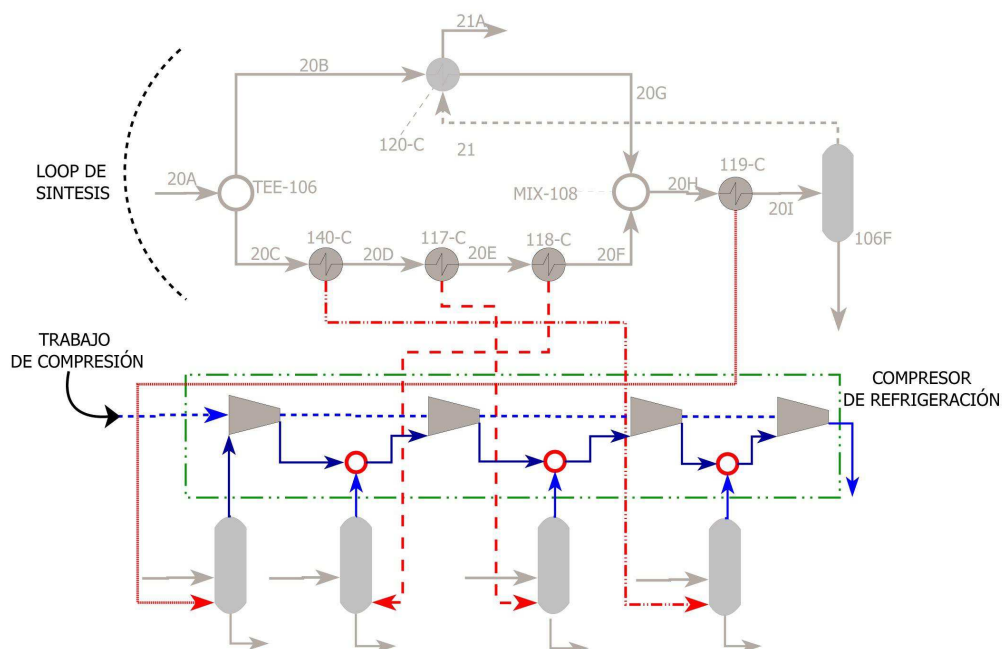 21A
20B
20G
120-C
21
LOOP DE
SINTESIS
20A
TEE-106
MIX-108
20H
119-C
20I
106F
20C
140-C
20D
117-C
20E
118-C
20F
TRABAJO
DE COMPRESIÓN
COMPRESOR
DE REFRIGERACIÓN